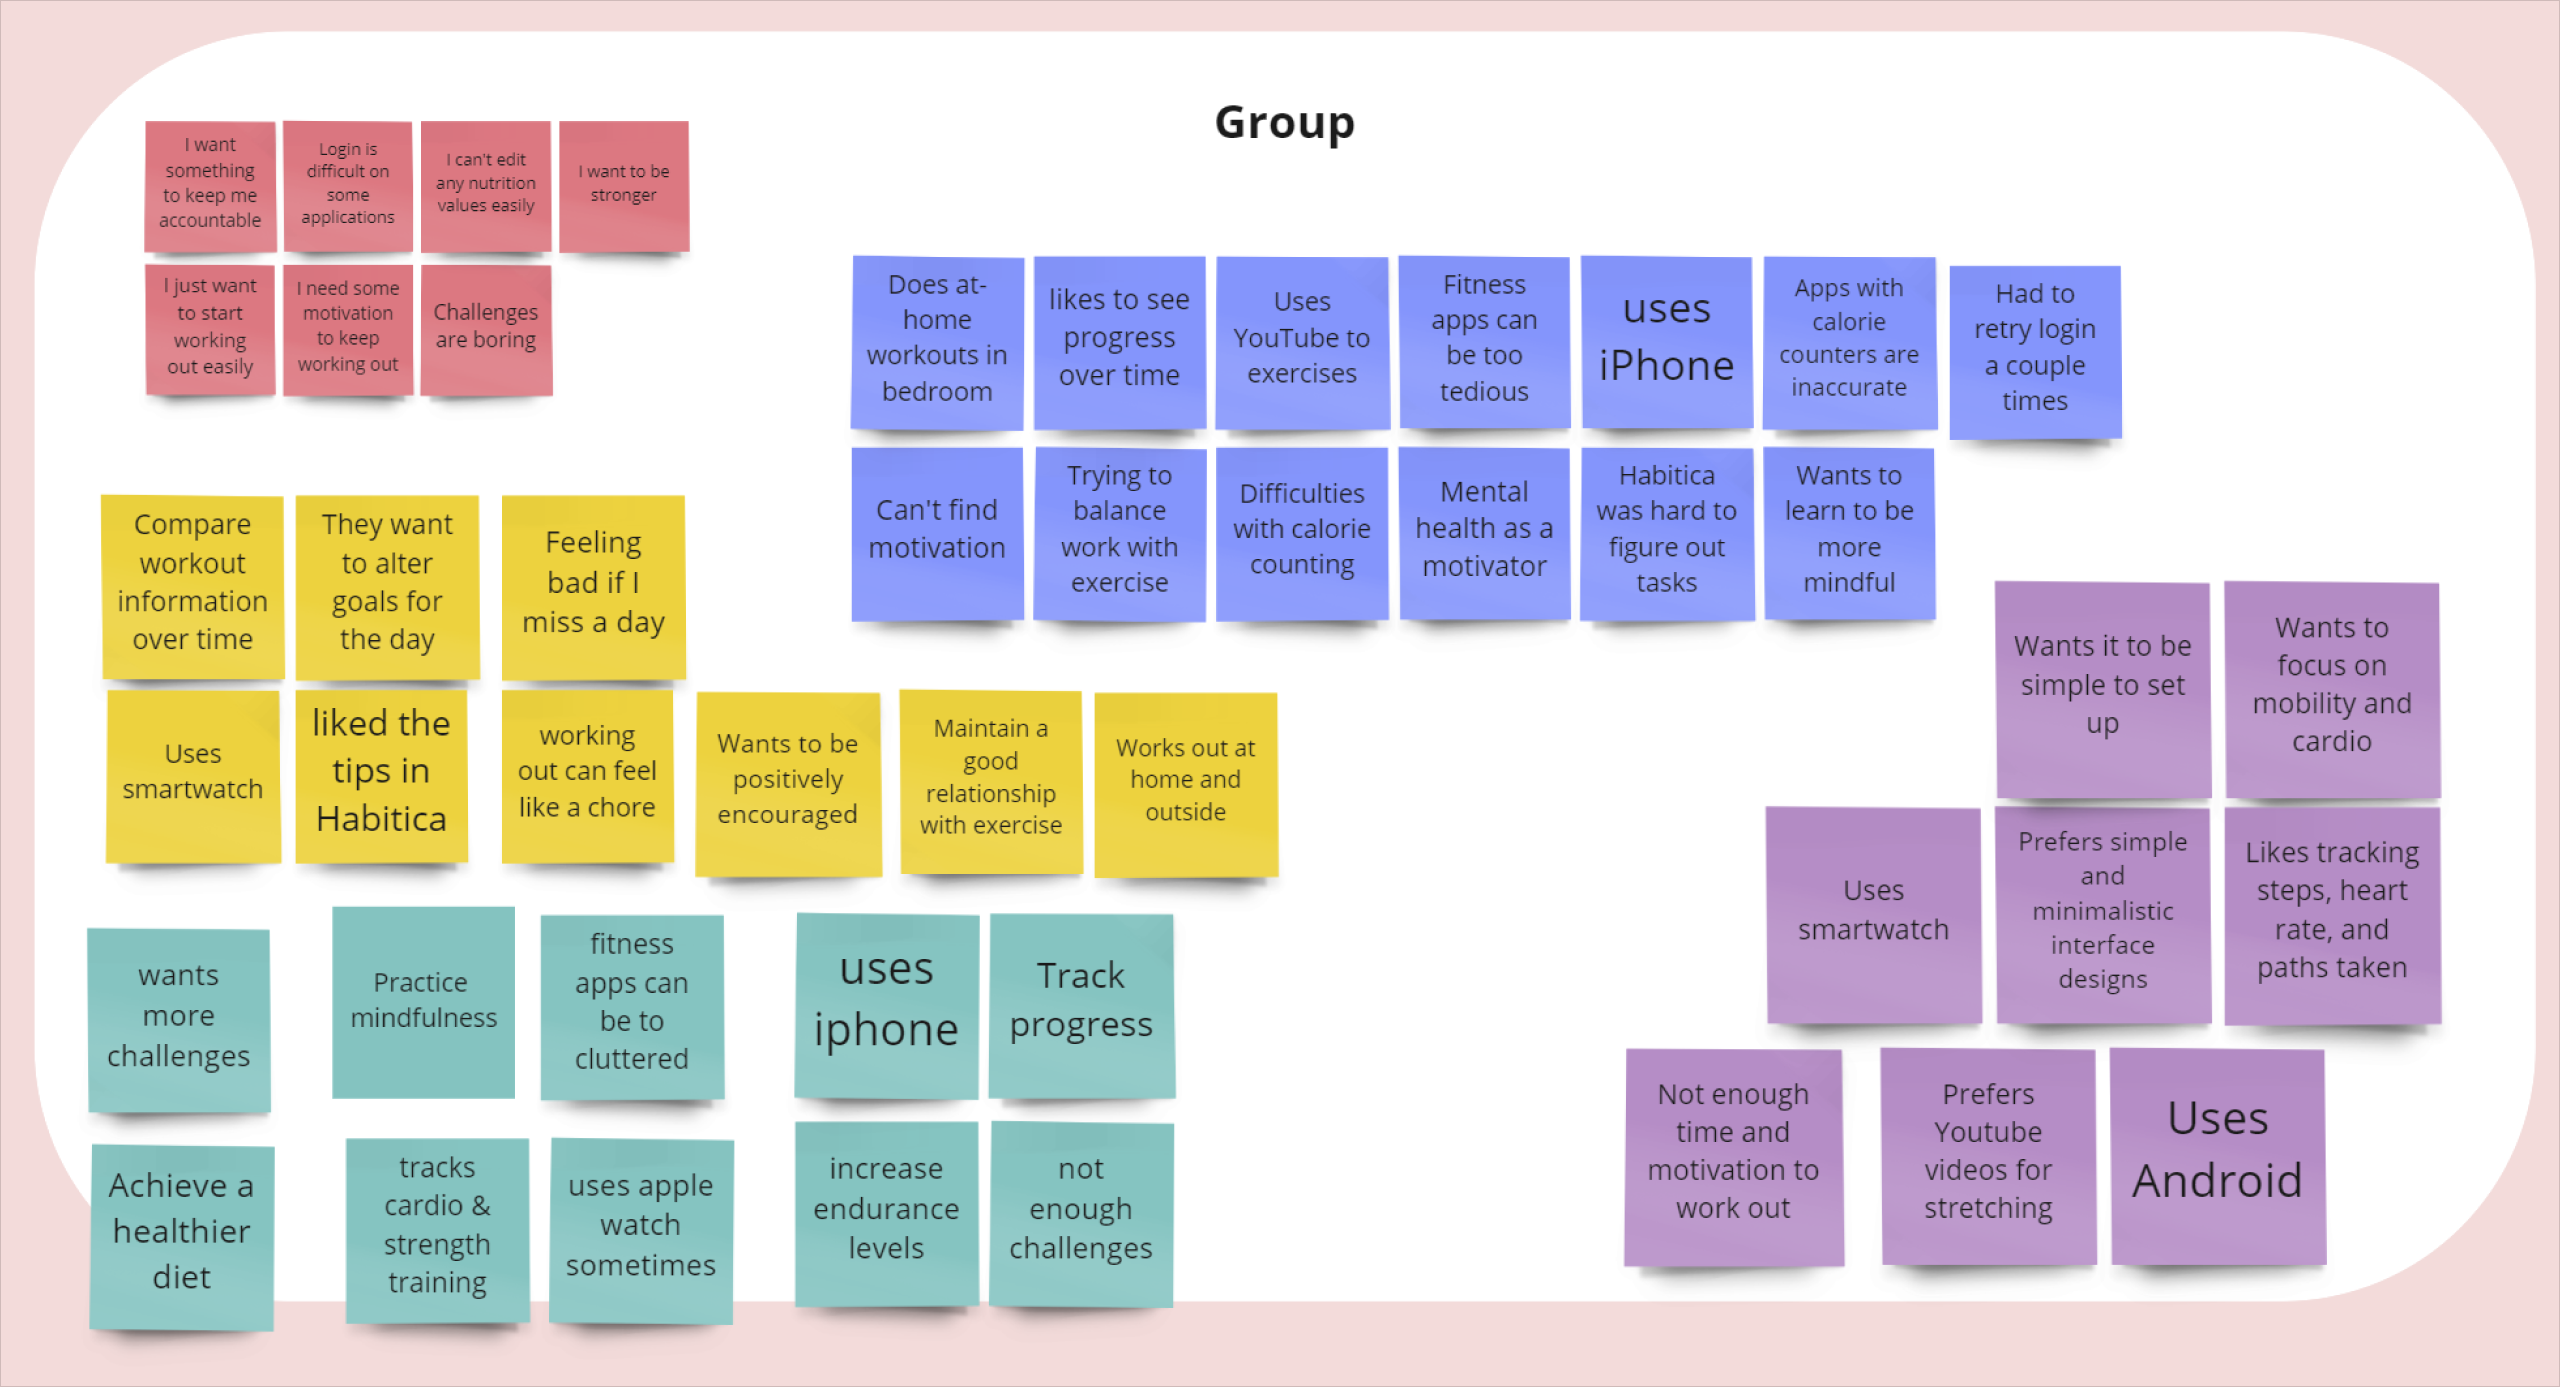 Group
I want
something
to keep me
accountable
Login is
difficult on
some
applications
I can't edit
any nutrition
values easily
I want to be
stronger
I just want
to start
working
out easily
I need some
motivation
to keep
working out
Challenges
are boring
Does at-
home
workouts in
bedroom
likes to see
progress
over time
Uses
YouTube to
exercises
Fitness
apps can
be too
tedious
uses
iPhone
Apps with
calorie
counters are
inaccurate
Had to
retry login
a couple
times
Can't find
motivation
Trying to
balance
work with
exercise
Difficulties
with calorie
counting
Mental
health as a
motivator
Habitica
was hard to
figure out
tasks
Wants to
learn to be
more
mindful
Compare
workout
information
over time
They want
to alter
goals for
the day
Feeling
bad if I
miss a day
Uses
smartwatch
liked the
tips in
Habitica
working
out can feel
like a chore
Wants to be
positively
encouraged
Maintain a
good
relationship
with exercise
Works out at
home and
outside
wants
more
challenges
Practice
mindfulness
fitness
apps can
be to
cluttered
uses
iphone
Track
progress
Achieve a
healthier
diet
tracks
cardio &
strength
training
uses apple
watch
sometimes
increase
endurance
levels
not
enough
challenges
Wants it to be
simple to set
up
Wants to
focus on
mobility and
cardio
Uses
smartwatch
Prefers simple
and
minimalistic
interface
designs
Likes tracking
steps, heart
rate, and
paths taken
Not enough
time and
motivation to
work out
Prefers
Youtube
videos for
stretching
Uses
Android